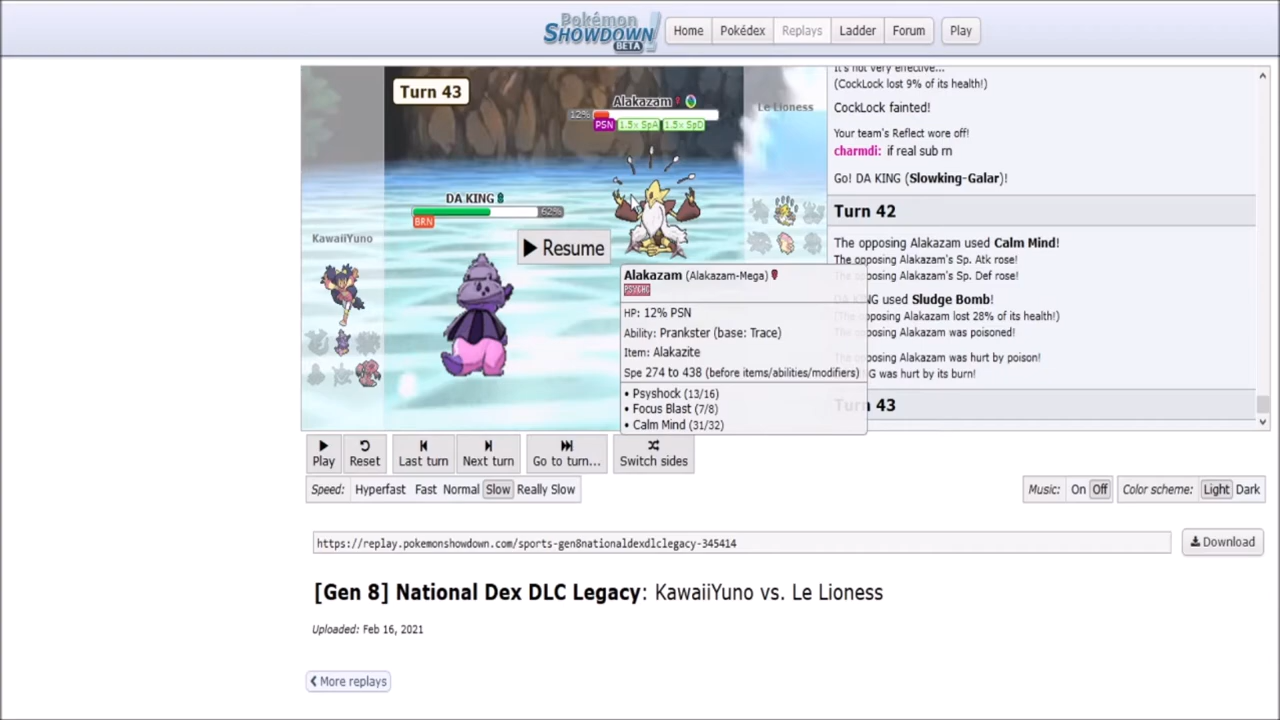 Pokémon
SHOWDOWN!
BETA
Home
Pokédex
Replays
Ladder
Forum
Play
Turn 43
KawaiiYuno
Le Lioness
Alakazam
12%
PSN
1.5x SpA
1.5x SpD
DA KING
62%
BRN
Resume
Alakazam (Alakazam-Mega)
PSYCHC
HP: 12% PSN
Ability: Prankster (base: Trace)
Item: Alakazite
Spe 274 to 438 (before items/abilities/modifiers)
• Psyshock (13/16)
• Focus Blast (7/8)
• Calm Mind (31/32)
It's not very effective...
(CockLock lost 9% of its health!)
CockLock fainted!
Your team's Reflect wore off!
charmdi: if real sub rn
Go! DA KING (Slowking-Galar)!
Turn 42
The opposing Alakazam used Calm Mind!
The opposing Alakazam's Sp. Atk rose!
opposing Alakazam's Sp. Def rose!
DA KING used Sludge Bomb!
(The opposing Alakazam lost 28% of its health!)
The opposing Alakazam was poisoned!
opposing Alakazam was hurt by poison!
was hurt by its burn!
Turn 43
Play
Reset
Last turn
Next turn
Go to turn...
Switch sides
Speed: Hyperfast Fast Normal Slow Really Slow
Music: On Off
Color scheme: Light Dark
https://replay.pokemonshowdown.com/sports-gen8nationaldexdlclegacy-345414
Download
[Gen 8] National Dex DLC Legacy: KawaiiYuno vs. Le Lioness
Uploaded: Feb 16, 2021
More replays